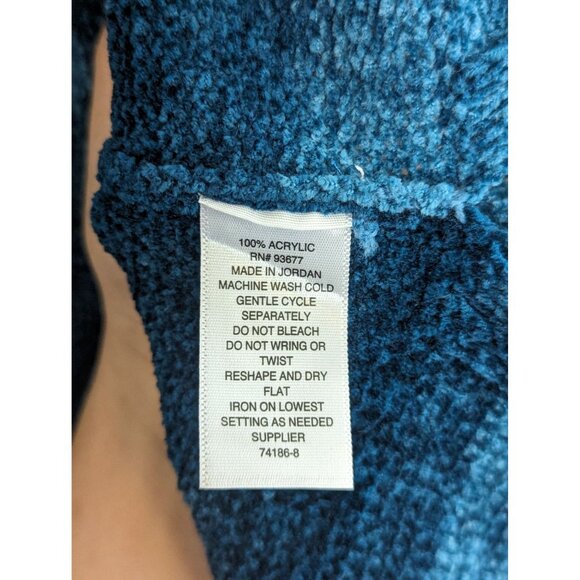 100% ACRYLIC
RN# 93677
MADE IN JORDAN
MACHINE WASH COLD
GENTLE CYCLE
SEPARATELY
DO NOT BLEACH
DO NOT WRING OR
TWIST
RESHAPE AND DRY
FLAT
IRON ON LOWEST
SETTING AS NEEDED
SUPPLIER
74186-8